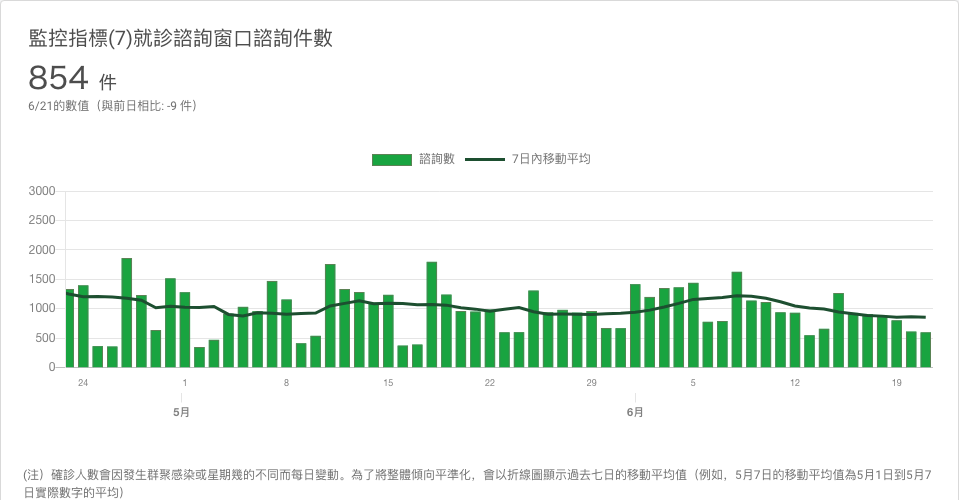 監控指標(7)就診諮詢窗口諮詢件數
854 件
6/21的數值（與前日相比: -9 件）
諮詢數 7日內移動平均
3000
2500
2000
1500
1000
500
0
24 1 8 15 22 29 5 12 19
5月 6月
(注）確診人數會因發生群聚感染或星期幾的不同而每日變動。為了將整體傾向平準化，會以折線圖顯示過去七日的移動平均值（例如，5月7日的移動平均值為5月1日到5月7
日實際數字的平均）